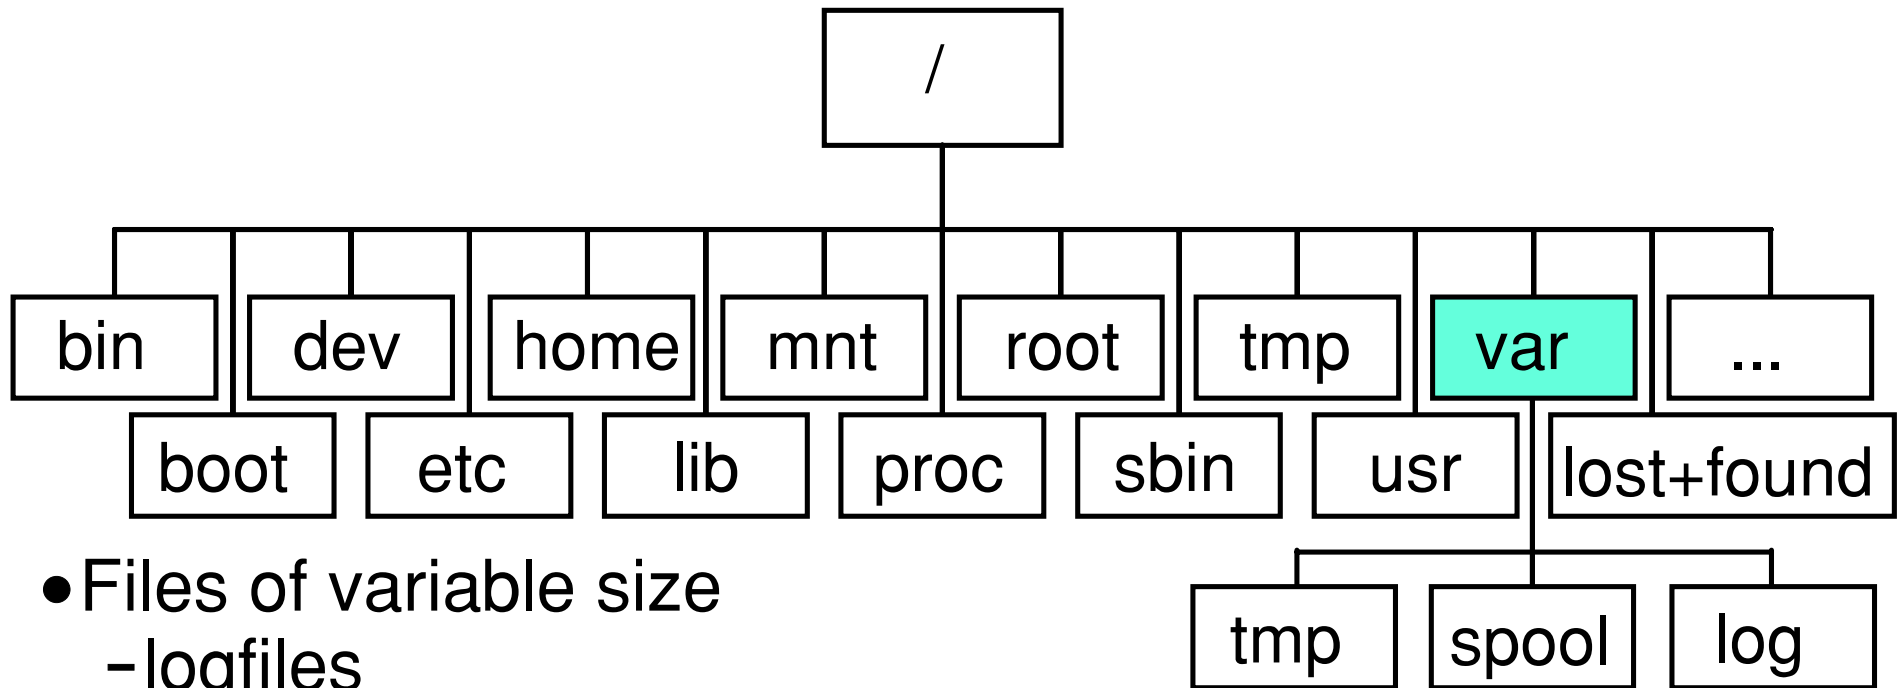 /
bin dev home mnt root tmp var ...
boot etc lib proc sbin usr lost+found
•Files of variable size
–logfiles
tmp spool log